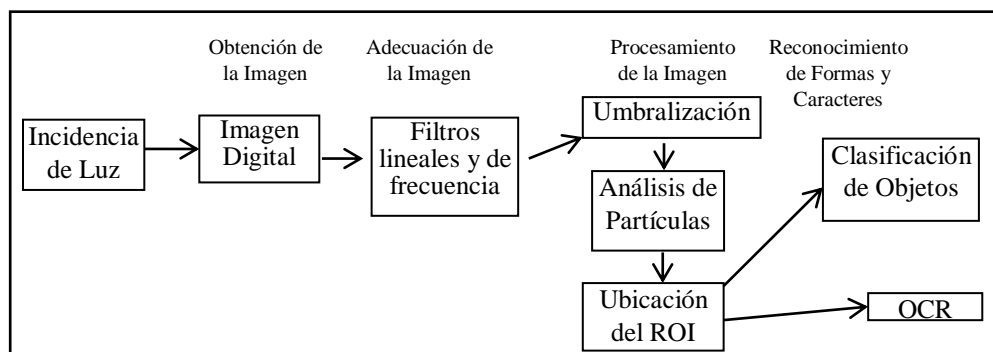 Obtención de
la Imagen
Adecuación de
la Imagen
Procesamiento
de la Imagen
Reconocimiento
de Formas y
Caracteres
Incidencia
de Luz
Imagen
Digital
Filtros
lineales y de
frecuencia
Umbralización
Análisis de
Partículas
Ubicación
del ROI
Clasificación
de Objetos
OCR